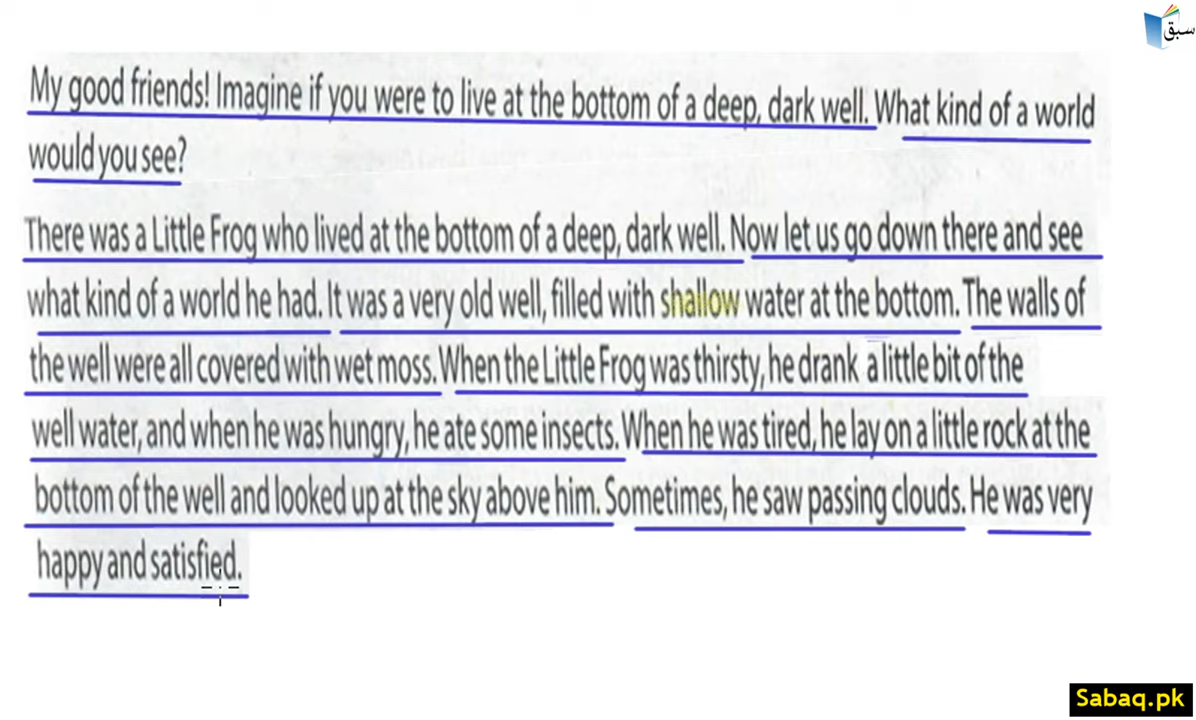 سبق
My good friends! Imagine if you were to live at the bottom of a deep, dark well. What kind of a world
would you see?
There was a Little Frog who lived at the bottom of a deep, dark well. Now let us go down there and see
what kind of a world he had. It was a very old well, filled with shallow water at the bottom. The walls of
the well were all covered with wet moss. When the Little Frog was thirsty, he drank a little bit of the
well water, and when he was hungry, he ate some insects. When he was tired, he lay on a little rock at the
bottom of the well and looked up at the sky above him. Sometimes, he saw passing clouds. He was very
happy and satisfied.
Sabaq.pk